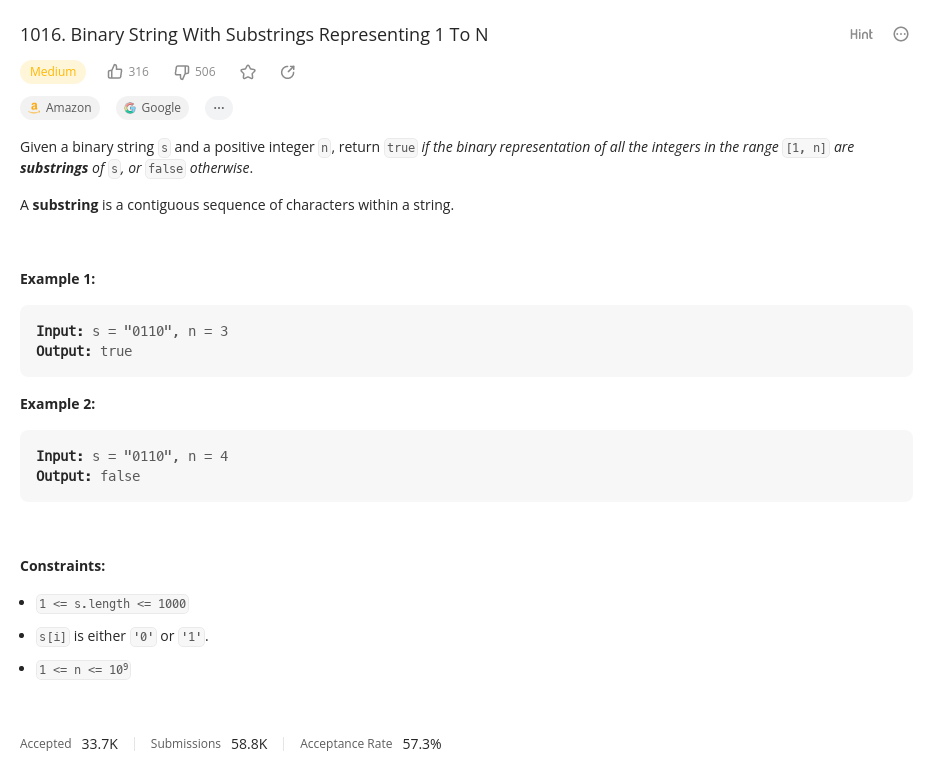 1016. Binary String With Substrings Representing 1 To N
Hint
Medium 316 506
Amazon Google ...
Given a binary string s and a positive integer n, return true if the binary representation of all the integers in the range [1, n] are
substrings of s, or false otherwise.
A substring is a contiguous sequence of characters within a string.
Example 1:
Input: s = "0110", n = 3
Output: true
Example 2:
Input: s = "0110", n = 4
Output: false
Constraints:
• 1 <= s.length <= 1000
• s[i] is either '0' or '1'.
• 1 <= n <= 10⁹
Accepted 33.7K Submissions 58.8K Acceptance Rate 57.3%